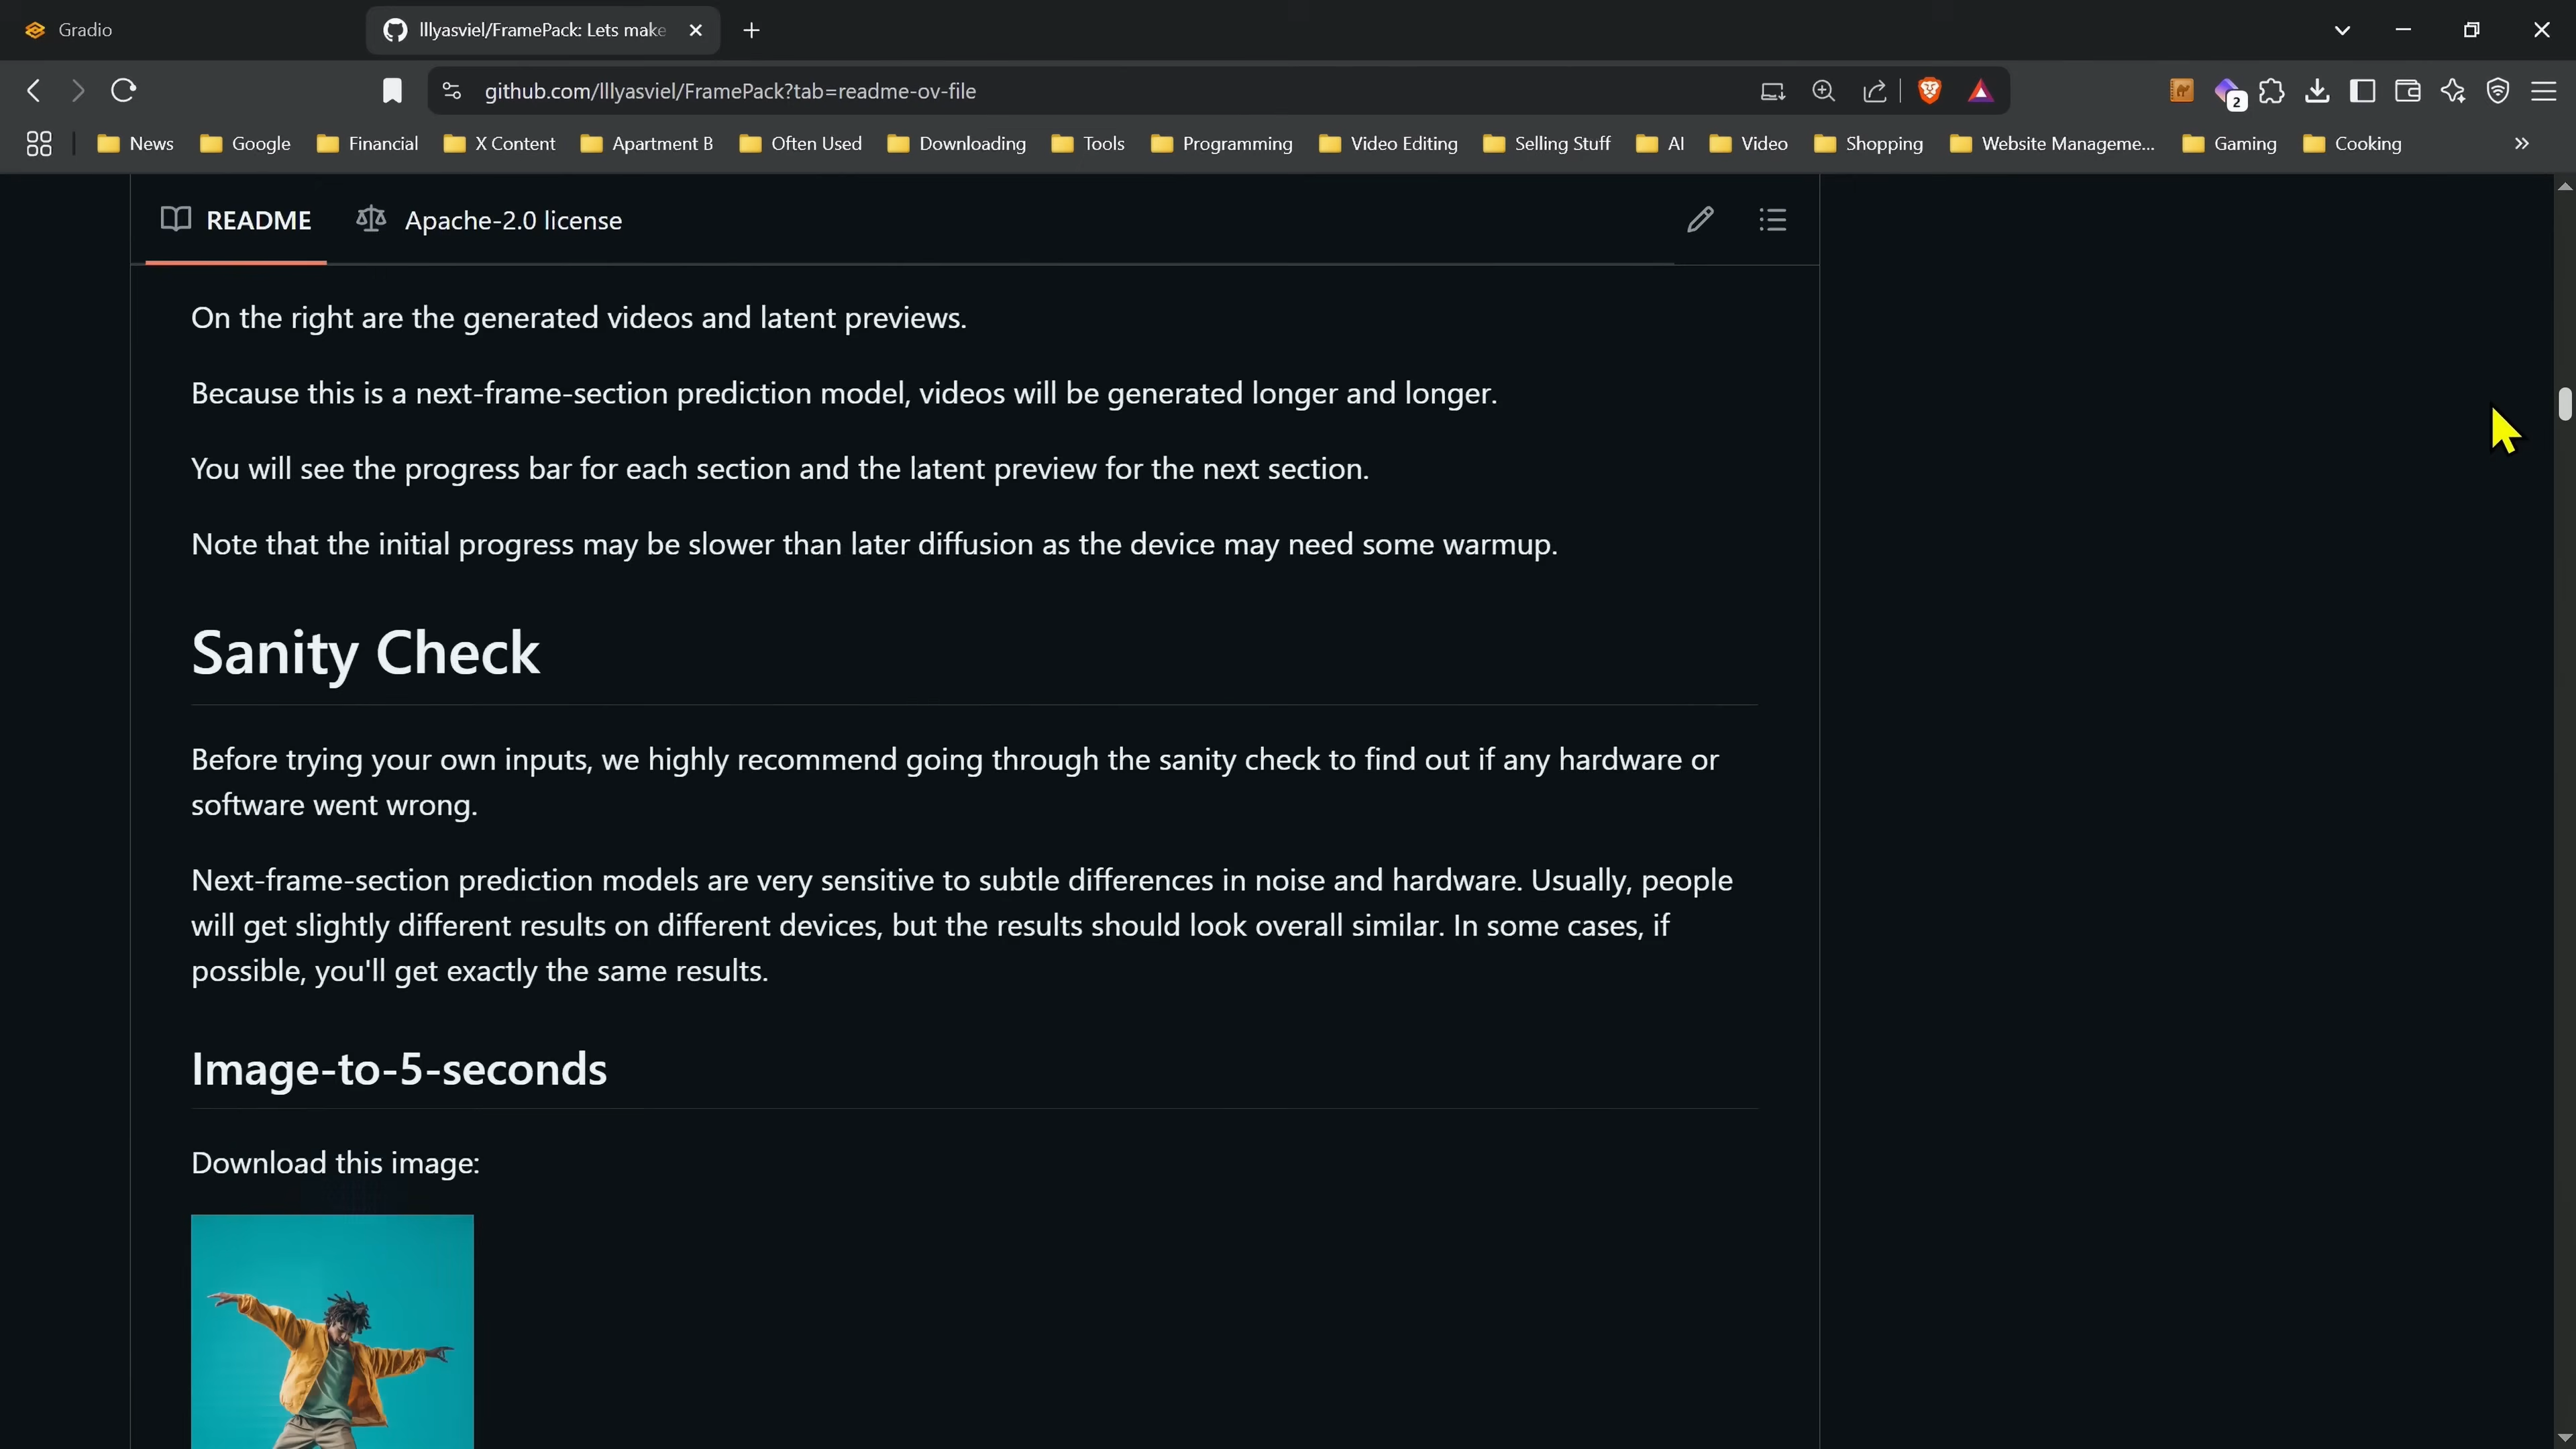 Gradio
lllyasviel/FramePack: Lets make
github.com/lllyasviel/FramePack?tab=readme-ov-file
2
News
Google
Financial
X Content
Apartment B
Often Used
Downloading
Tools
Programming
Video Editing
Selling Stuff
AI
Video
Shopping
Website Manageme...
Gaming
Cooking
README
Apache-2.0 license
On the right are the generated videos and latent previews.
Because this is a next-frame-section prediction model, videos will be generated longer and longer.
You will see the progress bar for each section and the latent preview for the next section.
Note that the initial progress may be slower than later diffusion as the device may need some warmup.
Sanity Check
Before trying your own inputs, we highly recommend going through the sanity check to find out if any hardware or
software went wrong.
Next-frame-section prediction models are very sensitive to subtle differences in noise and hardware. Usually, people
will get slightly different results on different devices, but the results should look overall similar. In some cases, if
possible, you'll get exactly the same results.
Image-to-5-seconds
Download this image: